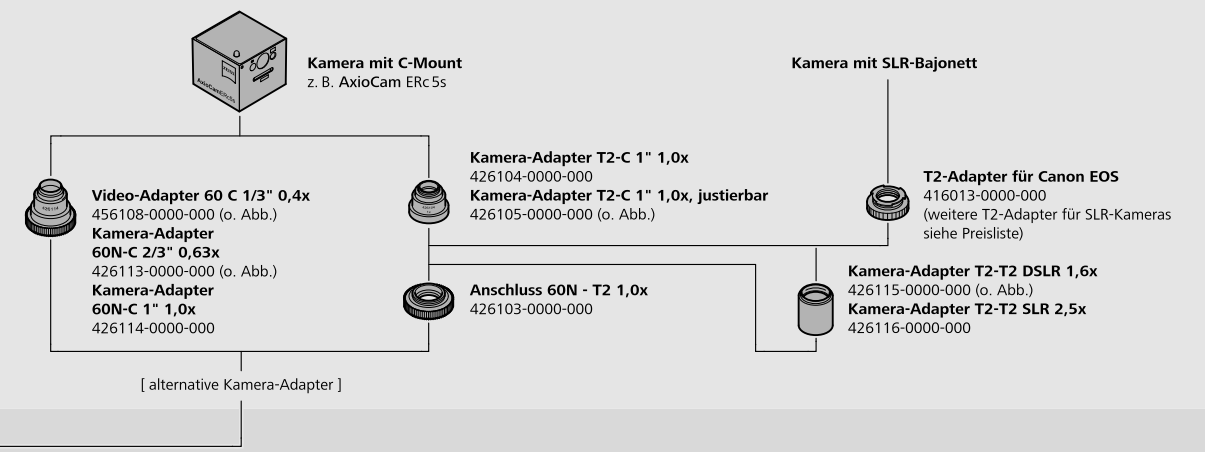 Kamera mit C-Mount
z. B. AxioCam ERc 5s
Kamera mit SLR-Bajonett
ZEISS
AxioCamERc5s
Video-Adapter 60 C 1/3" 0,4x
456108-0000-000 (o. Abb.)
Kamera-Adapter
60N-C 2/3" 0,63x
426113-0000-000 (o. Abb.)
Kamera-Adapter
60N-C 1" 1,0x
426114-0000-000
Kamera-Adapter T2-C 1" 1,0x
426104-0000-000
Kamera-Adapter T2-C 1" 1,0x, justierbar
426105-0000-000 (o. Abb.)
T2-Adapter für Canon EOS
416013-0000-000
(weitere T2-Adapter für SLR-Kameras
siehe Preisliste)
Anschluss 60N - T2 1,0x
426103-0000-000
Kamera-Adapter T2-T2 DSLR 1,6x
426115-0000-000 (o. Abb.)
Kamera-Adapter T2-T2 SLR 2,5x
426116-0000-000
[ alternative Kamera-Adapter ]